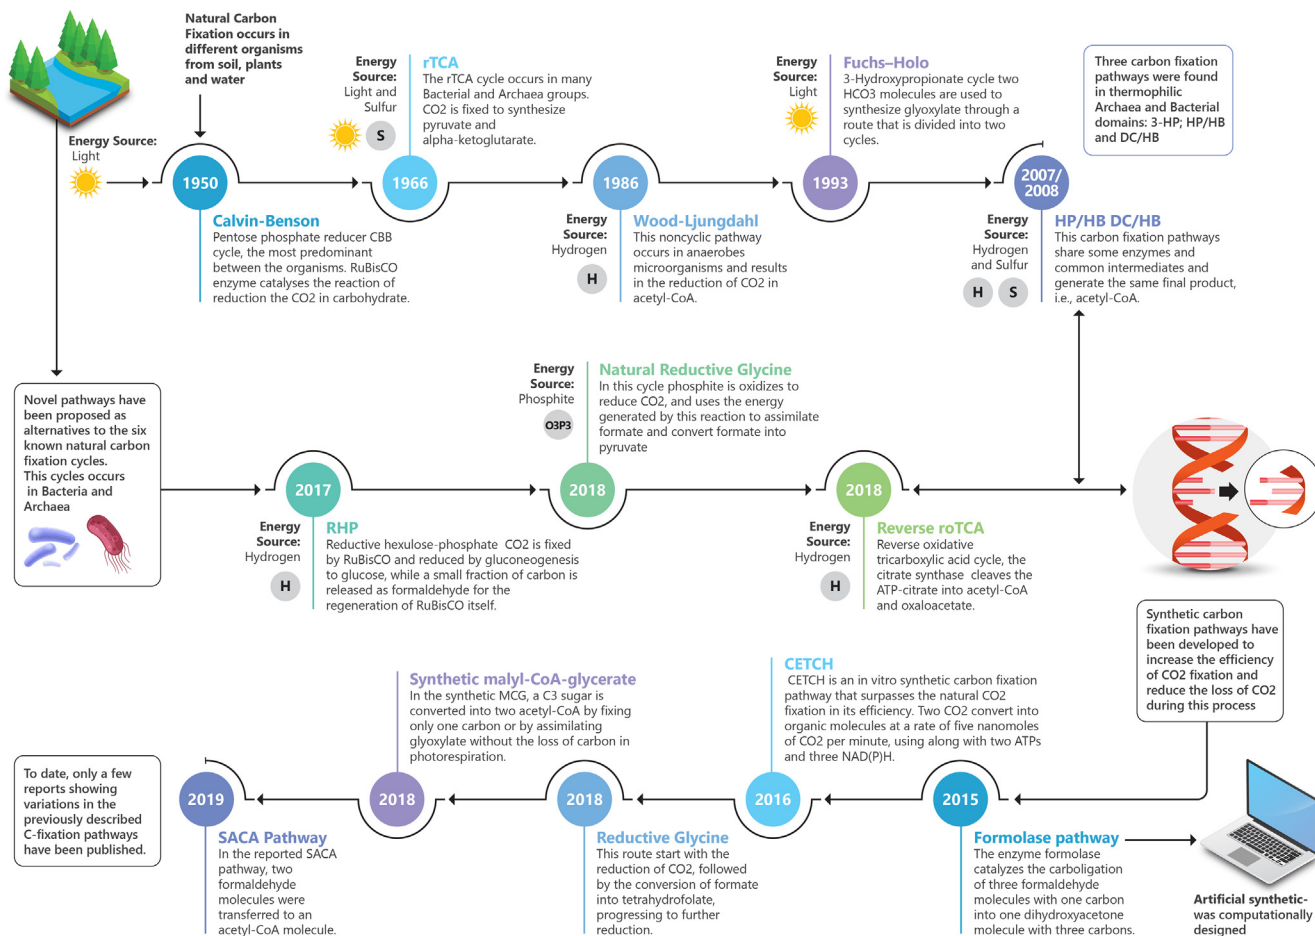 Natural Carbon
Fixation occurs in
different organisms
from soil, plants
and water
Energy Source:
Light
1950
Calvin-Benson
Pentose phosphate reducer CBB
cycle, the most predominant
between the organisms. RuBisCO
enzyme catalyses the reaction of
reduction the CO2 in carbohydrate.
Energy
Source:
Light and
Sulfur
S
rTCA
The rTCA cycle occurs in many
Bacterial and Archaea groups.
CO2 is fixed to synthesize
pyruvate and
alpha-ketoglutarate.
1966
1986
Energy
Source:
Hydrogen
H
Wood-Ljungdahl
This noncyclic pathway
occurs in anaerobes
microorganisms and results
in the reduction of CO2 in
acetyl-CoA.
Energy
Source:
Light
Fuchs–Holo
3-Hydroxypropionate cycle two
HCO3 molecules are used to
synthesize glyoxylate through a
route that is divided into two
cycles.
1993
2007/
2008
Energy
Source:
Hydrogen
and Sulfur
H
S
HP/HB DC/HB
This carbon fixation pathways
share some enzymes and
common intermediates and
generate the same final product,
i.e., acetyl-CoA.
Three carbon fixation
pathways were found
in thermophilic
Archaea and Bacterial
domains: 3-HP; HP/HB
and DC/HB
Novel pathways have
been proposed as
alternatives to the six
known natural carbon
fixation cycles.
This cycles occurs
in Bacteria and
Archaea
2017
Energy
Source:
Hydrogen
H
RHP
Reductive hexulose-phosphate CO2 is fixed
by RuBisCO and reduced by gluconeogenesis
to glucose, while a small fraction of carbon is
released as formaldehyde for the
regeneration of RuBisCO itself.
Energy
Source:
Phosphite
O3P3
Natural Reductive Glycine
In this cycle phosphite is oxidizes to
reduce CO2, and uses the energy
generated by this reaction to assimilate
formate and convert formate into
pyruvate
2018
2018
Energy
Source:
Hydrogen
H
Reverse roTCA
Reverse oxidative
tricarboxylic acid cycle, the
citrate synthase cleaves the
ATP-citrate into acetyl-CoA
and oxaloacetate.
Synthetic carbon
fixation pathways have
been developed to
increase the efficiency
of CO2 fixation and
reduce the loss of CO2
during this process
2015
Formolase pathway
The enzyme formolase
catalyzes the carboligation
of three formaldehyde
molecules with one carbon
into one dihydroxyacetone
molecule with three carbons.
Artificial synthetic-
was computationally
designed
CETCH
CETCH is an in vitro synthetic carbon fixation
pathway that surpasses the natural CO2
fixation in its efficiency. Two CO2 convert into
organic molecules at a rate of five nanomoles
of CO2 per minute, using along with two ATPs
and three NAD(P)H.
2016
2018
Reductive Glycine
This route start with the
reduction of CO2, followed
by the conversion of formate
into tetrahydrofolate,
progressing to further
reduction.
Synthetic malyl-CoA-glycerate
In the synthetic MCG, a C3 sugar is
converted into two acetyl-CoA by fixing
only one carbon or by assimilating
glyoxylate without the loss of carbon in
photorespiration.
2018
2019
SACA Pathway
In the reported SACA
pathway, two
formaldehyde
molecules were
transferred to an
acetyl-CoA molecule.
To date, only a few
reports showing
variations in the
previously described
C-fixation pathways
have been published.